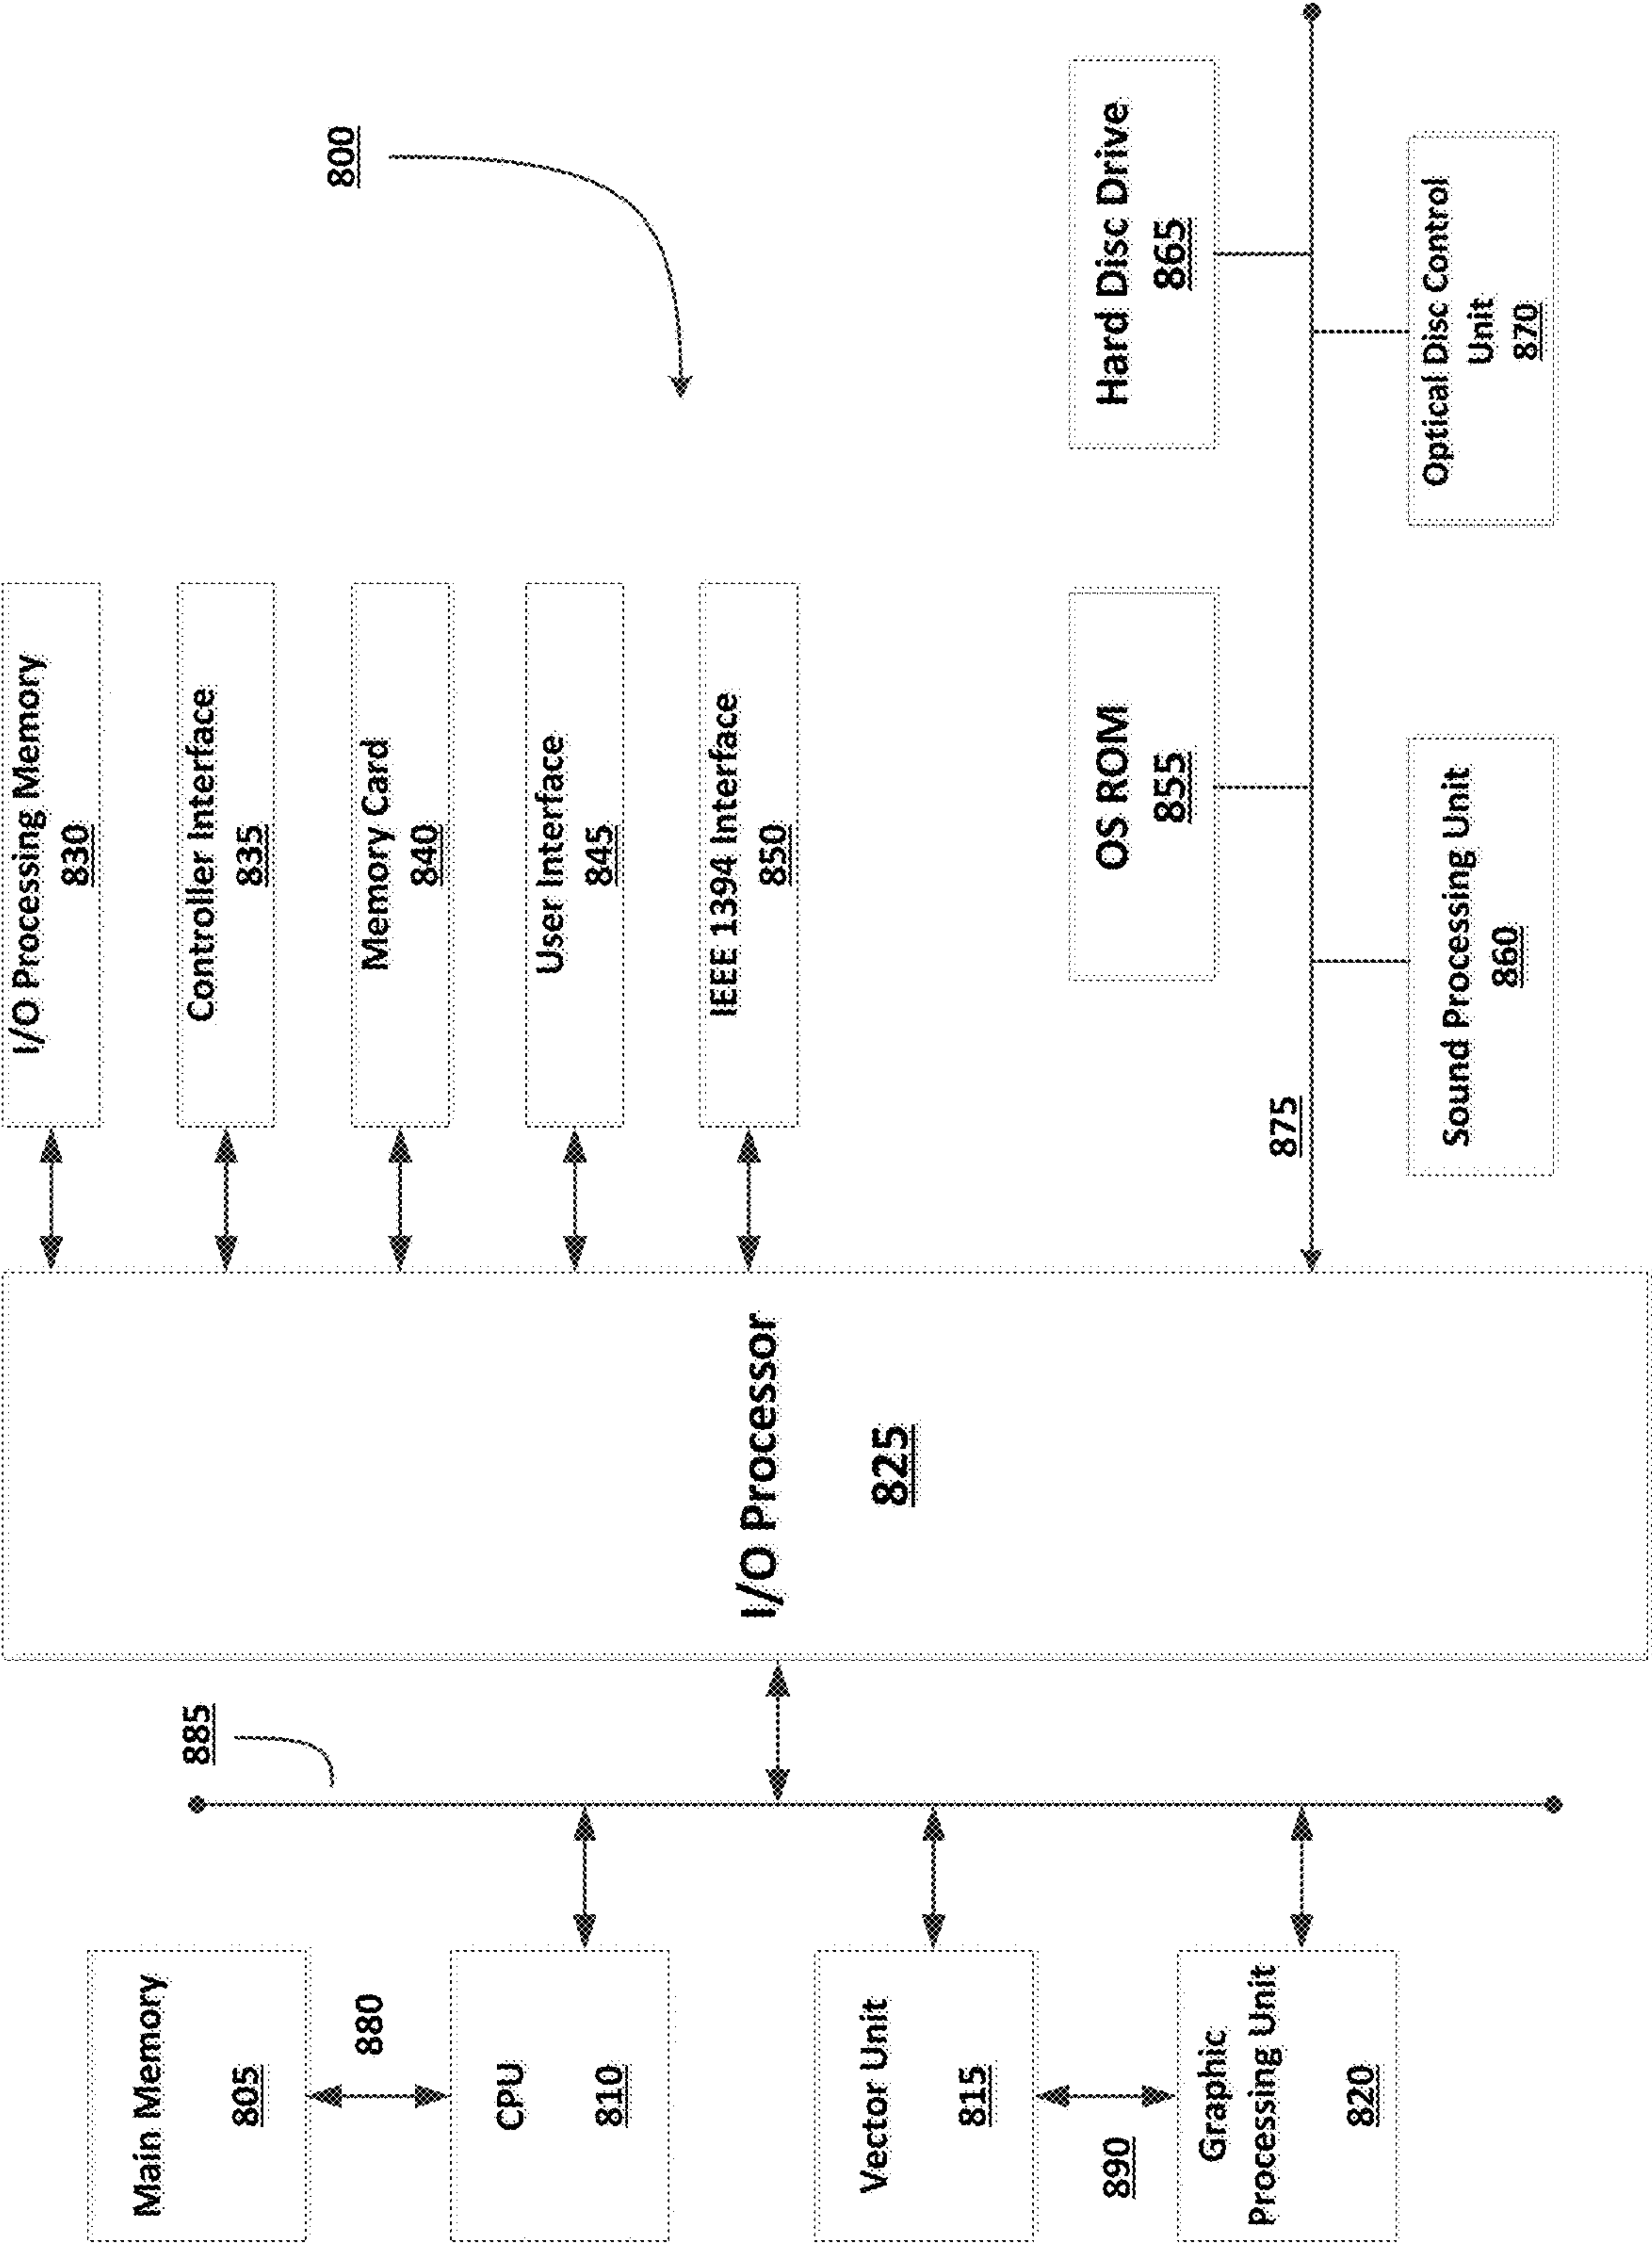 Main Memory
805
880
CPU
810
Vector Unit
815
890
Graphic
Processing Unit
820
885
I/O Processor
825
I/O Processing Memory
830
Controller Interface
835
Memory Card
840
User Interface
845
IEEE 1394 Interface
850
800
875
OS ROM
855
Sound Processing Unit
860
Hard Disc Drive
865
Optical Disc Control
Unit
870